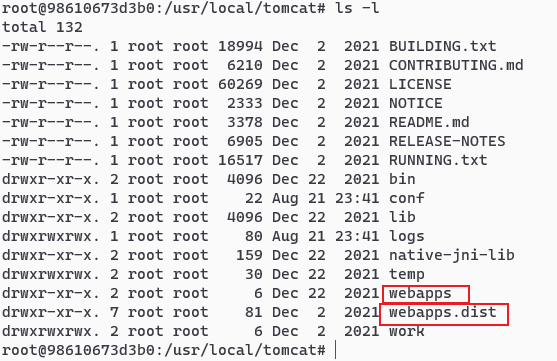 root@98610673d3b0:/usr/local/tomcat# ls -l
total 132
-rw-r--r--. 1 root root 18994 Dec  2  2021 BUILDING.txt
-rw-r--r--. 1 root root  6210 Dec  2  2021 CONTRIBUTING.md
-rw-r--r--. 1 root root 60269 Dec  2  2021 LICENSE
-rw-r--r--. 1 root root  2333 Dec  2  2021 NOTICE
-rw-r--r--. 1 root root  3378 Dec  2  2021 README.md
-rw-r--r--. 1 root root  6905 Dec  2  2021 RELEASE-NOTES
-rw-r--r--. 1 root root 16517 Dec  2  2021 RUNNING.txt
drwxr-xr-x. 2 root root  4096 Dec 22  2021 bin
drwxr-xr-x. 1 root root    22 Aug 21 23:41 conf
drwxr-xr-x. 2 root root  4096 Dec 22  2021 lib
drwxrwxrwx. 1 root root    80 Aug 21 23:41 logs
drwxr-xr-x. 2 root root   159 Dec 22  2021 native-jni-lib
drwxrwxrwx. 2 root root    30 Dec 22  2021 temp
drwxr-xr-x. 2 root root     6 Dec 22  2021 webapps
drwxr-xr-x. 7 root root    81 Dec  2  2021 webapps.dist
drwxrwxrwx. 2 root root     6 Dec  2  2021 work
root@98610673d3b0:/usr/local/tomcat#